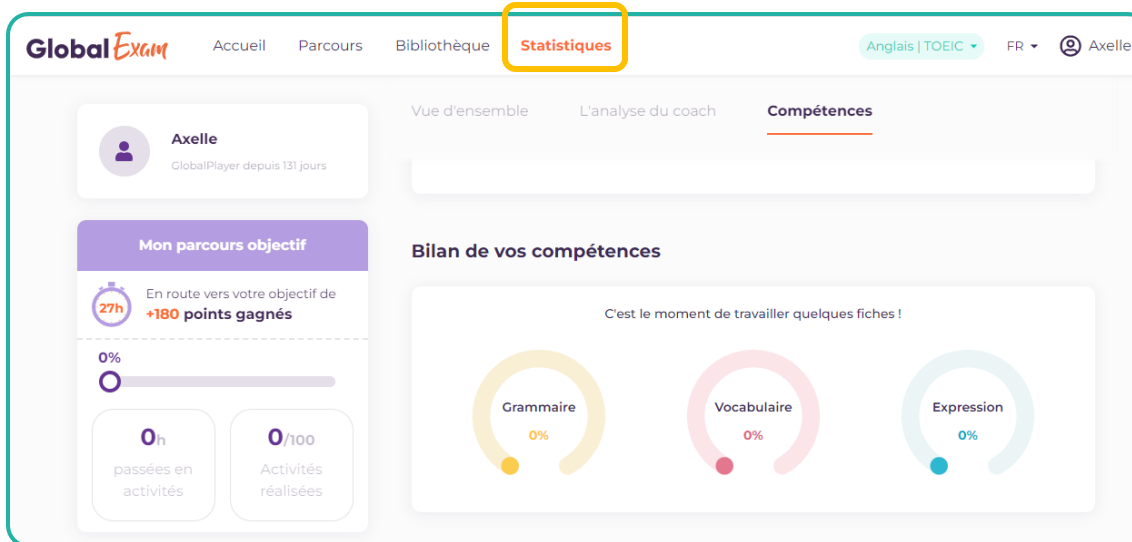 Global Exam
Accueil
Parcours
Bibliothèque
Statistiques
Anglais | TOEIC
FR
Axelle
Vue d'ensemble
L'analyse du coach
Compétences
Axelle
GlobalPlayer depuis 131 jours
Mon parcours objectif
27h
En route vers votre objectif de
+180 points gagnés
0%
0h
passées en
activités
0/100
Activités
réalisées
Bilan de vos compétences
C'est le moment de travailler quelques fiches !
Grammaire
0%
Vocabulaire
0%
Expression
0%